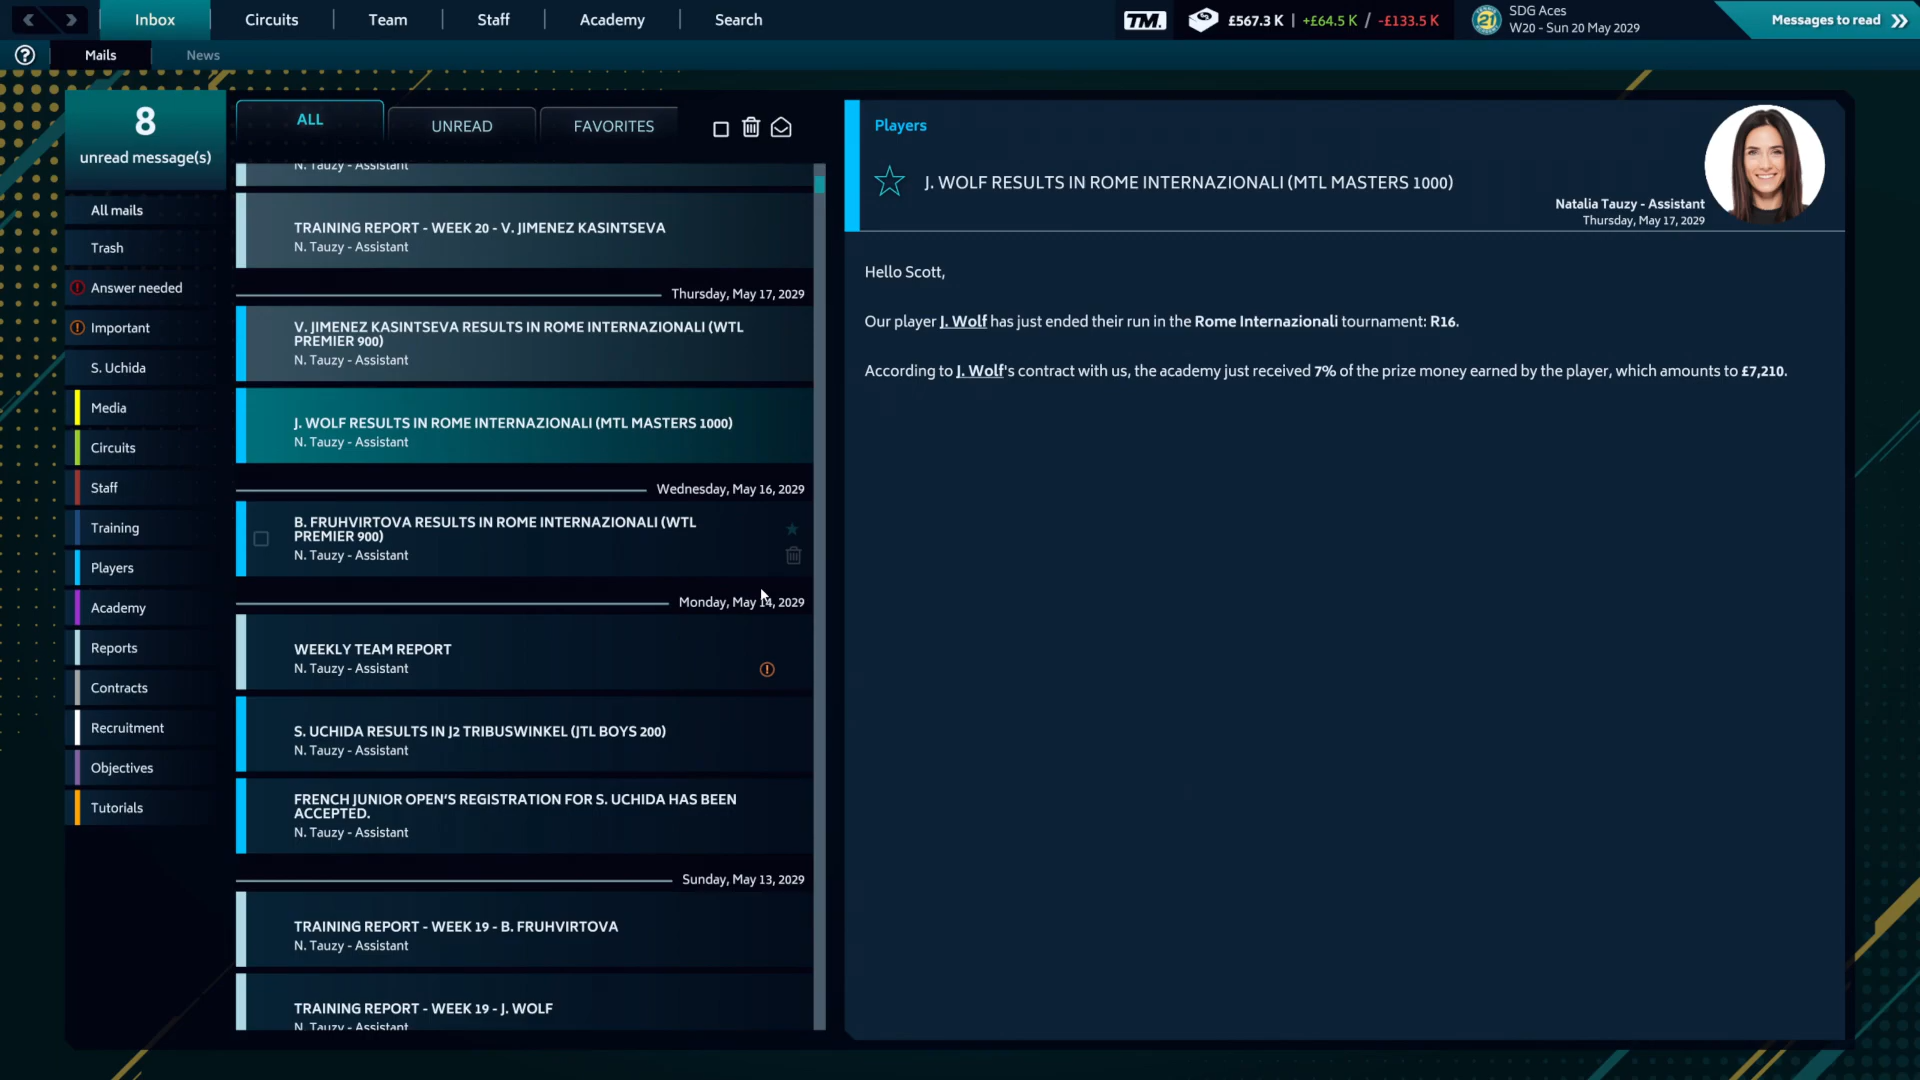 Inbox
Circuits
Team
Staff
Academy
Search
TM.
£567.3 K | +£64.5 K / -£133.5 K
21
SDG Aces
W20 - Sun 20 May 2029
Messages to read
Mails
News
8
unread message(s)
All mails
Trash
Answer needed
Important
S. Uchida
Media
Circuits
Staff
Training
Players
Academy
Reports
Contracts
Recruitment
Objectives
Tutorials
ALL
UNREAD
FAVORITES
N. Tauzy - Assistant
TRAINING REPORT - WEEK 20 - V. JIMENEZ KASINTSEVA
N. Tauzy - Assistant
Thursday, May 17, 2029
V. JIMENEZ KASINTSEVA RESULTS IN ROME INTERNAZIONALI (WTL
PREMIER 900)
N. Tauzy - Assistant
J. WOLF RESULTS IN ROME INTERNAZIONALI (MTL MASTERS 1000)
N. Tauzy - Assistant
Wednesday, May 16, 2029
B. FRUHVIRTOVA RESULTS IN ROME INTERNAZIONALI (WTL
PREMIER 900)
N. Tauzy - Assistant
Monday, May 14, 2029
WEEKLY TEAM REPORT
N. Tauzy - Assistant
S. UCHIDA RESULTS IN J2 TRIBUSWINKEL (JTL BOYS 200)
N. Tauzy - Assistant
FRENCH JUNIOR OPEN'S REGISTRATION FOR S. UCHIDA HAS BEEN
ACCEPTED.
N. Tauzy - Assistant
Sunday, May 13, 2029
TRAINING REPORT - WEEK 19 - B. FRUHVIRTOVA
N. Tauzy - Assistant
TRAINING REPORT - WEEK 19 - J. WOLF
N. Tauzy - Assistant
Players
J. WOLF RESULTS IN ROME INTERNAZIONALI (MTL MASTERS 1000)
Natalia Tauzy - Assistant
Thursday, May 17, 2029
Hello Scott,
Our player J. Wolf has just ended their run in the Rome Internazionali tournament: R16.
According to J. Wolf's contract with us, the academy just received 7% of the prize money earned by the player, which amounts to £7,210.